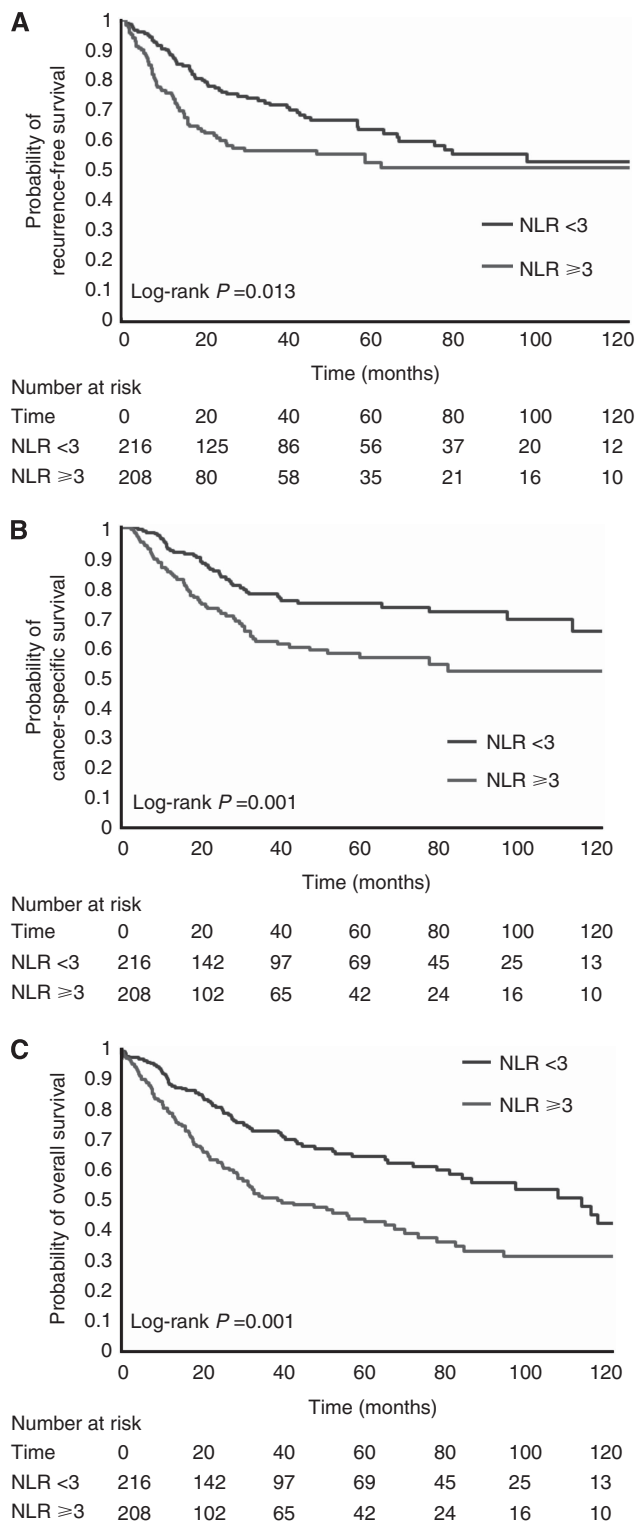 A
Probability of
recurrence-free survival
1
0.9
0.8
0.7
0.6
0.5
0.4
0.3
0.2
0.1
0
NLR <3
NLR ⩾3
Log-rank P =0.013
0 20 40 60 80 100 120
Time (months)
Number at risk
Time 0 20 40 60 80 100 120
NLR <3 216 125 86 56 37 20 12
NLR ⩾3 208 80 58 35 21 16 10
B
Probability of
cancer-specific survival
1
0.9
0.8
0.7
0.6
0.5
0.4
0.3
0.2
0.1
0
NLR <3
NLR ⩾3
Log-rank P =0.001
0 20 40 60 80 100 120
Time (months)
Number at risk
Time 0 20 40 60 80 100 120
NLR <3 216 142 97 69 45 25 13
NLR ⩾3 208 102 65 42 24 16 10
C
Probability of overall survival
1
0.9
0.8
0.7
0.6
0.5
0.4
0.3
0.2
0.1
0
NLR <3
NLR ⩾3
Log-rank P =0.001
0 20 40 60 80 100 120
Time (months)
Number at risk
Time 0 20 40 60 80 100 120
NLR <3 216 142 97 69 45 25 13
NLR ⩾3 208 102 65 42 24 16 10